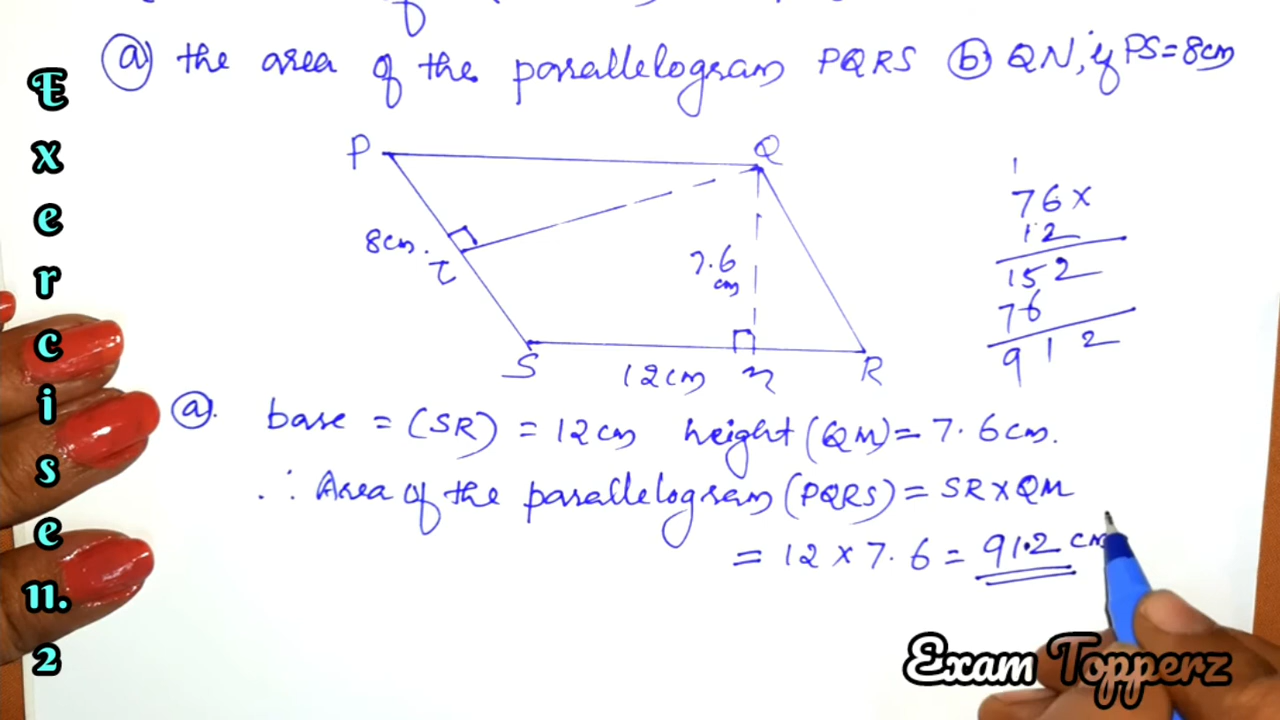 ⓐ the area of the parallelogram PQRS ⓑ QN, if PS=8cm
P
Q
8cm.
7.6
cm
S
12cm
R
1
76×
12
152
76
912
ⓐ. base = (SR) = 12cm height (QM) = 7.6cm.
∴ Area of the parallelogram (PQRS) = SR×QM
= 12 × 7.6 = 91.2 cm
Exercise 11.2
Exam Topperz